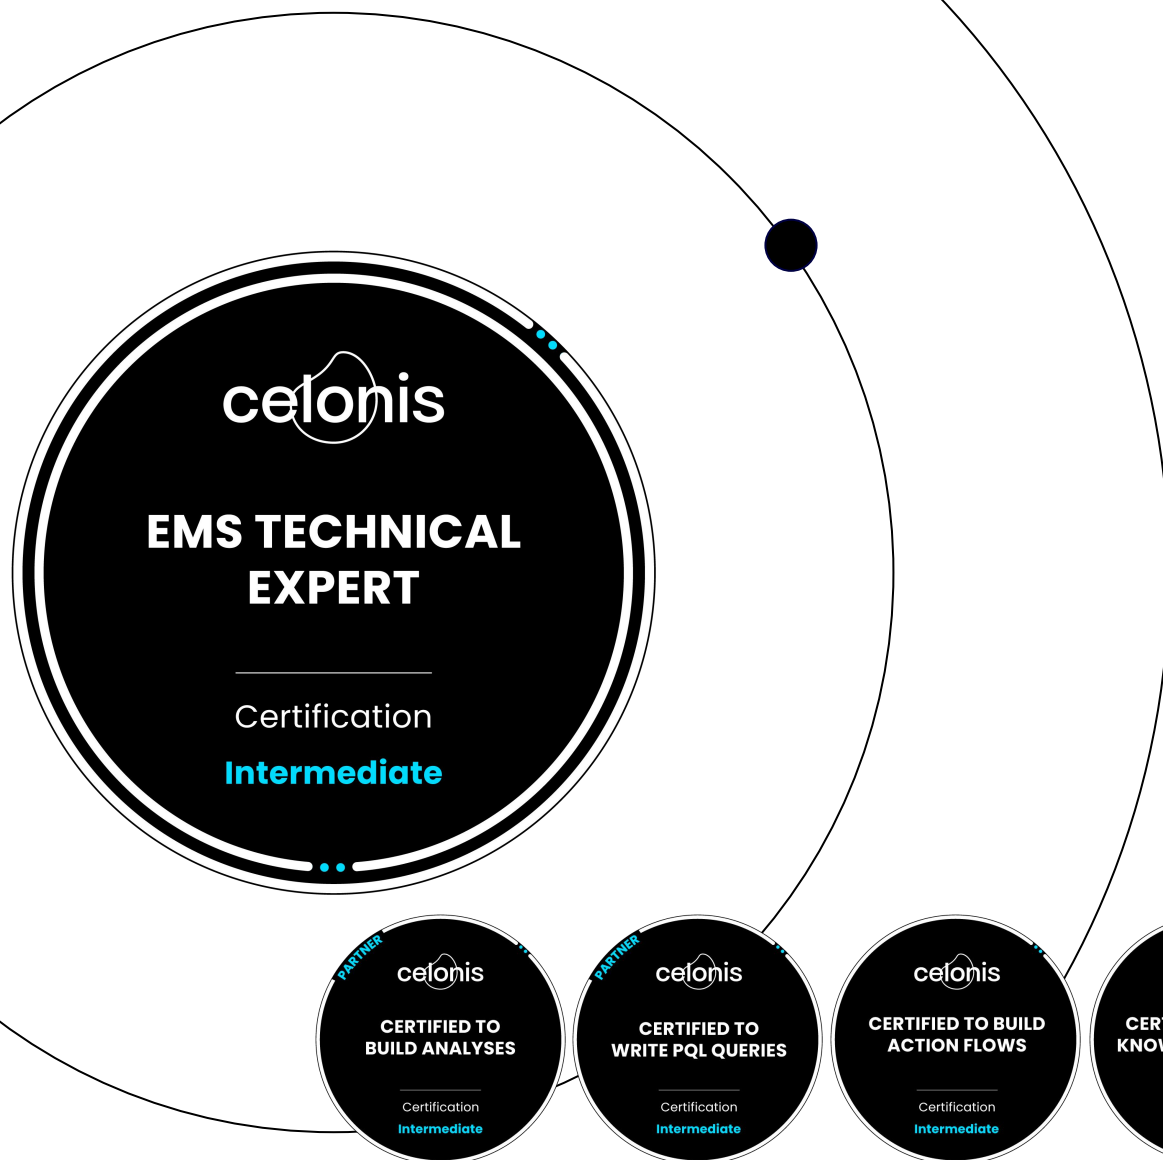 celonis
EMS TECHNICAL
EXPERT
Certification
Intermediate
PARTNER
celonis
CERTIFIED TO
BUILD ANALYSES
Certification
Intermediate
PARTNER
celonis
CERTIFIED TO
WRITE PQL QUERIES
Certification
Intermediate
celonis
CERTIFIED TO BUILD
ACTION FLOWS
Certification
Intermediate